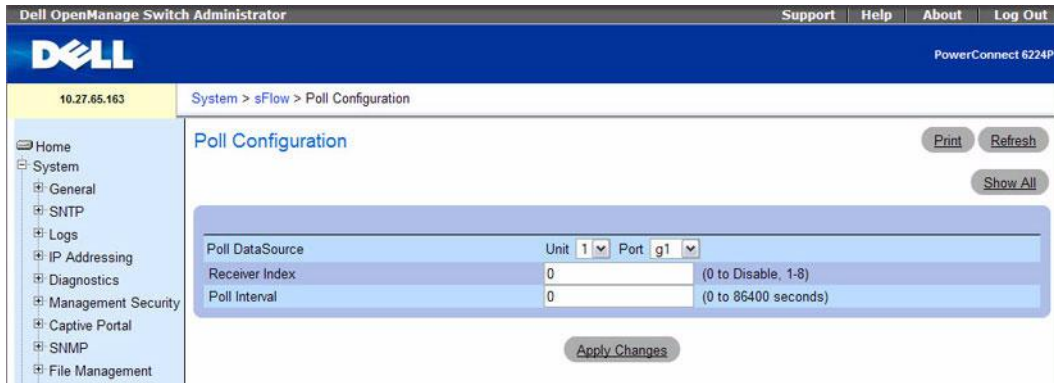 Dell OpenManage Switch Administrator
Support Help About Log Out
DELL
PowerConnect 6224P
10.27.65.163
System > sFlow > Poll Configuration
Home
System
General
SNTP
Logs
IP Addressing
Diagnostics
Management Security
Captive Portal
SNMP
File Management
Poll Configuration
Print Refresh
Show All
Poll DataSource Unit 1 Port g1
Receiver Index 0 (0 to Disable, 1-8)
Poll Interval 0 (0 to 86400 seconds)
Apply Changes